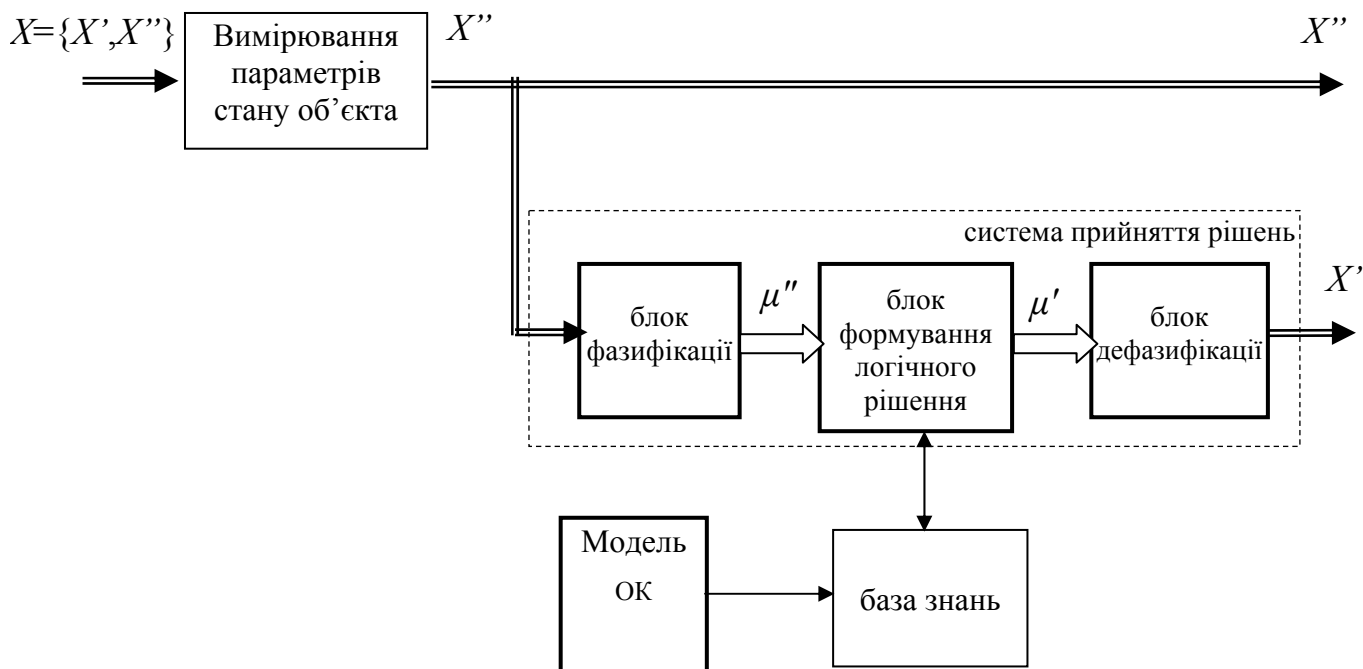 X={X',X''}
Вимірювання
параметрів
стану об’єкта
X''
X''
система прийняття рішень
блок
фазифікації
μ''
блок
формування
логічного
рішення
μ'
блок
дефазифікації
X'
Модель
ОК
база знань